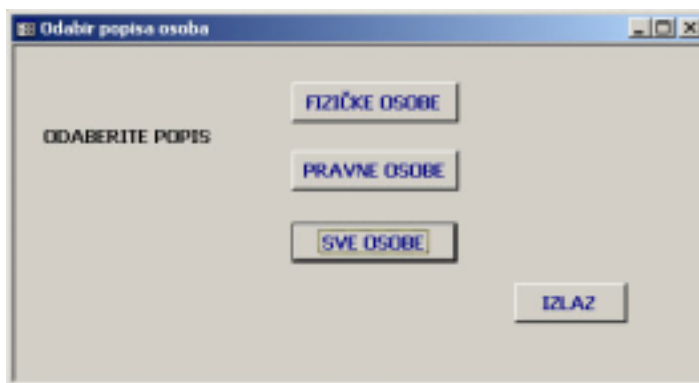 Odabir popisa osoba
FIZIČKE OSOBE
ODABERITE POPIS
PRAVNE OSOBE
SVE OSOBE
IZLAZ